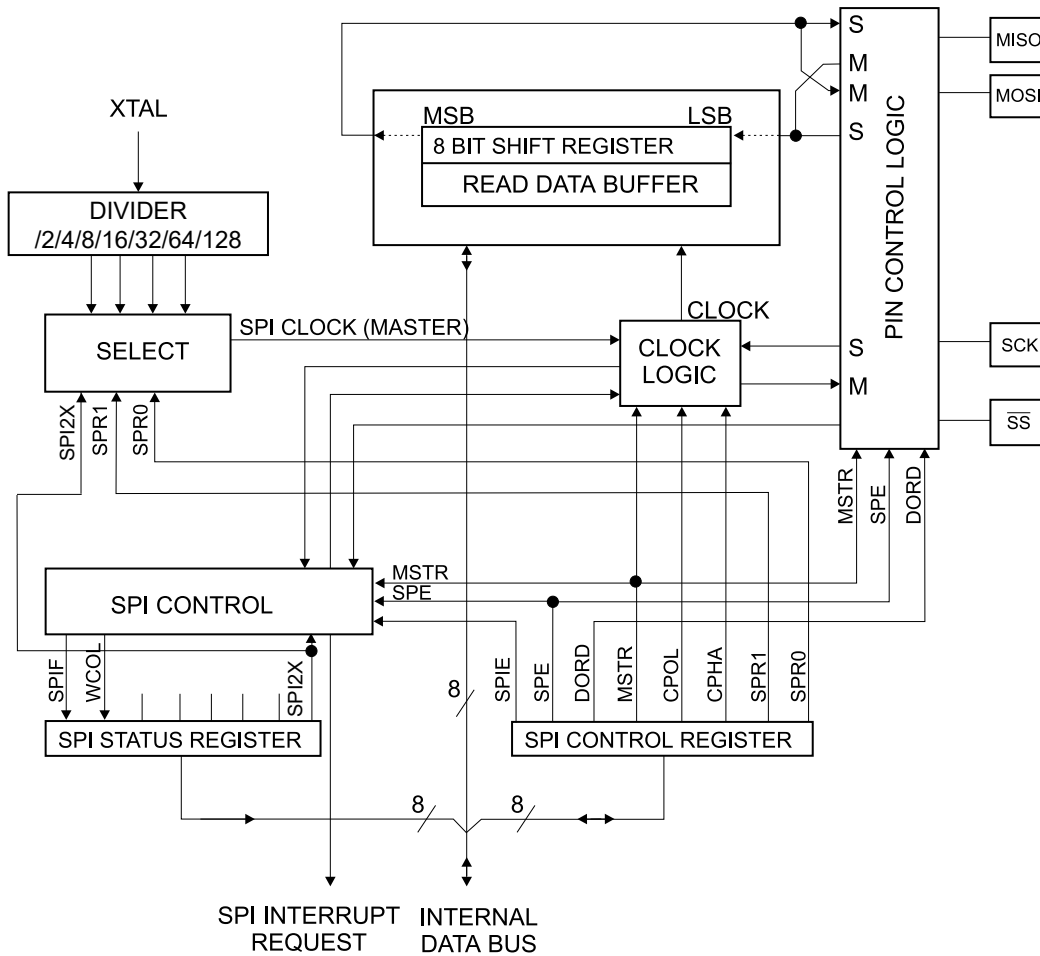 S
MISO
M
XTAL
M
MOSI
MSB
LSB
S
8 BIT SHIFT REGISTER
READ DATA BUFFER
PIN CONTROL LOGIC
DIVIDER
/2/4/8/16/32/64/128
CLOCK
SPI CLOCK (MASTER)
SELECT
CLOCK
LOGIC
S
SCK
M
SPI2X
SPR1
SPR0
SS
MSTR
SPE
DORD
MSTR
SPE
SPI CONTROL
SPIF
WCOL
SPI2X
SPIE
SPE
DORD
MSTR
CPOL
CPHA
SPR1
SPR0
8
SPI STATUS REGISTER
SPI CONTROL REGISTER
8
8
SPI INTERRUPT
REQUEST
INTERNAL
DATA BUS